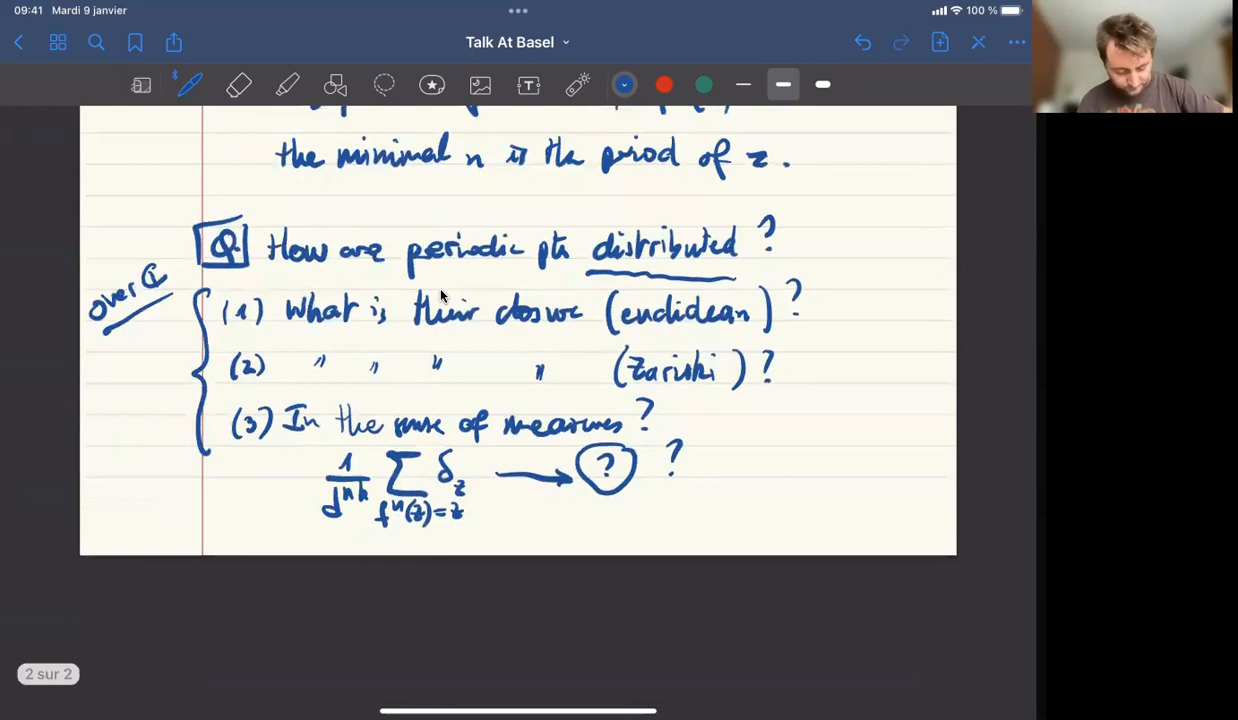 09:41 Mardi 9 janvier
100 %
Talk At Basel
the minimal n is the period of z.
Q. How are periodic pts distributed ?
over ℂ
(1) What is their closure (euclidean) ?
(2) " " " " (Zariski) ?
(3) In the sense of measures ?
1/d^{nk} ∑_{f^n(z)=z} δ_z ⟶ ? ?
2 sur 2